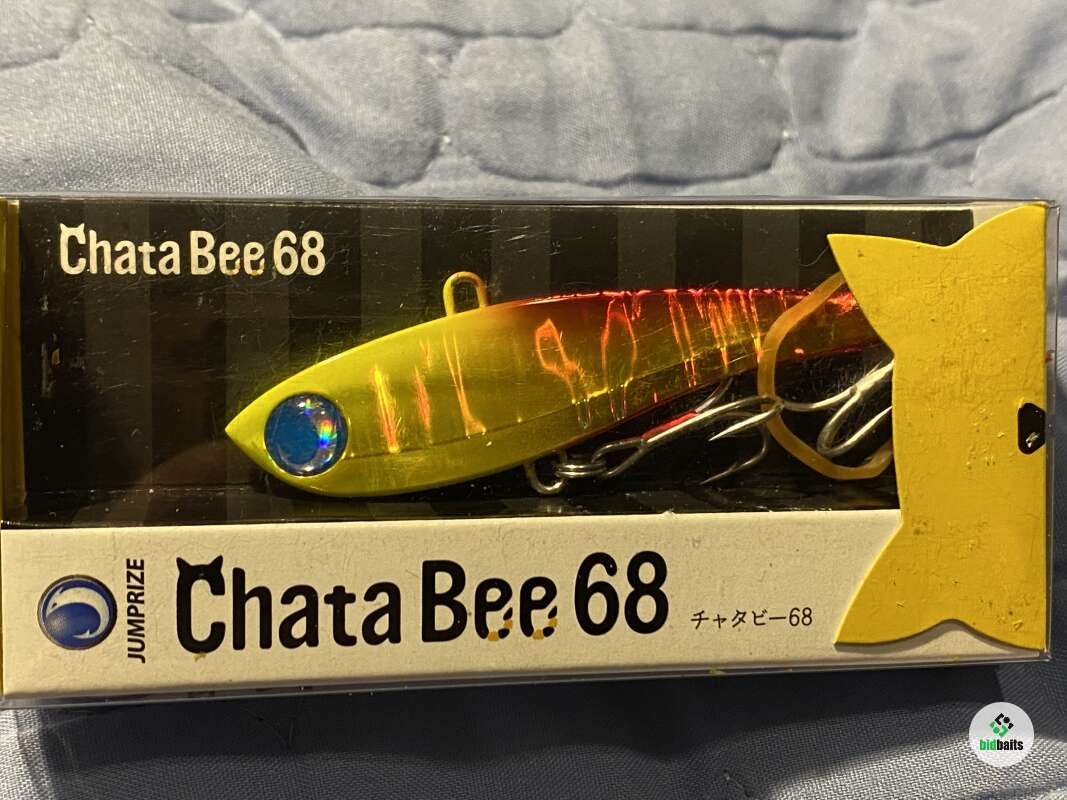 Chata Bee 68
JUMPRIZE
Chata Bee 68
チャタビー68
bidbaits